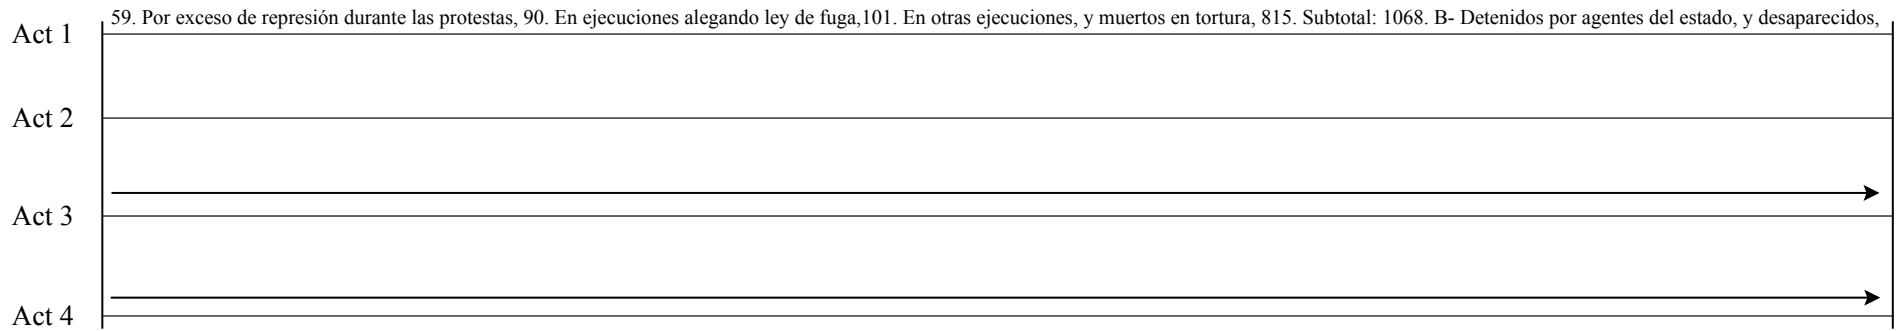 59. Por exceso de represión durante las protestas, 90. En ejecuciones alegando ley de fuga,101. En otras ejecuciones, y muertos en tortura, 815. Subtotal: 1068. B- Detenidos por agentes del estado, y desaparecidos,
Act 1
Act 2
Act 3
Act 4